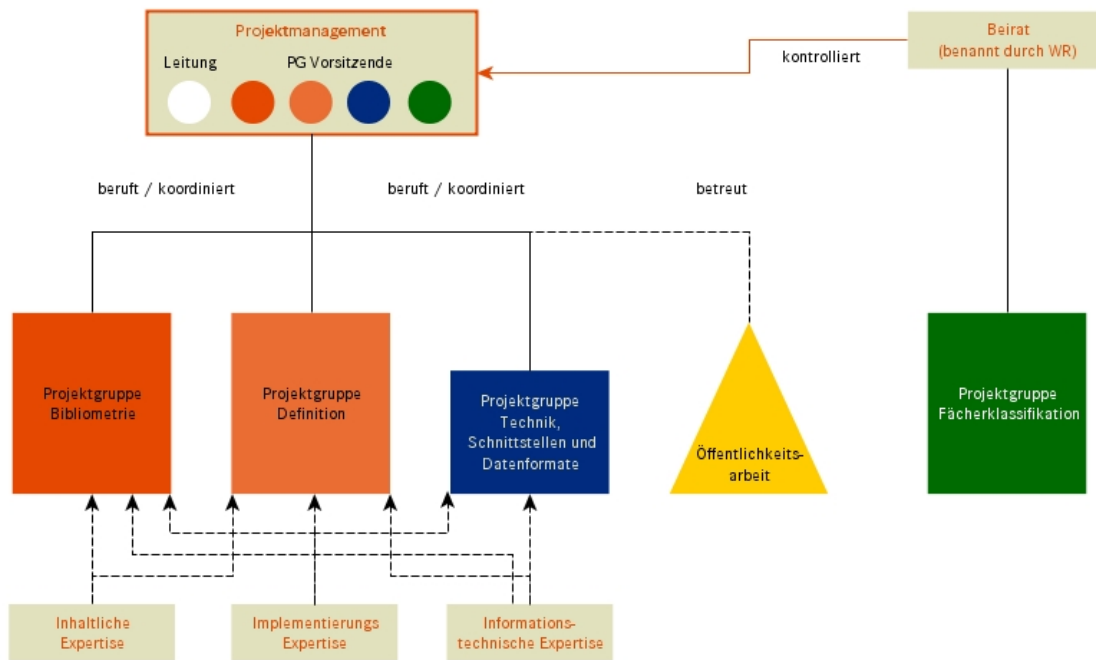 Projektmanagement
Leitung
PG Vorsitzende
Beirat
(benannt durch WR)
kontrolliert
beruft / koordiniert
beruft / koordiniert
betreut
Projektgruppe
Bibliometrie
Projektgruppe
Definition
Projektgruppe
Technik,
Schnittstellen und
Datenformate
Öffentlichkeits-
arbeit
Projektgruppe
Fächerklassifikation
Inhaltliche
Expertise
Implementierungs
Expertise
Informations-
technische Expertise